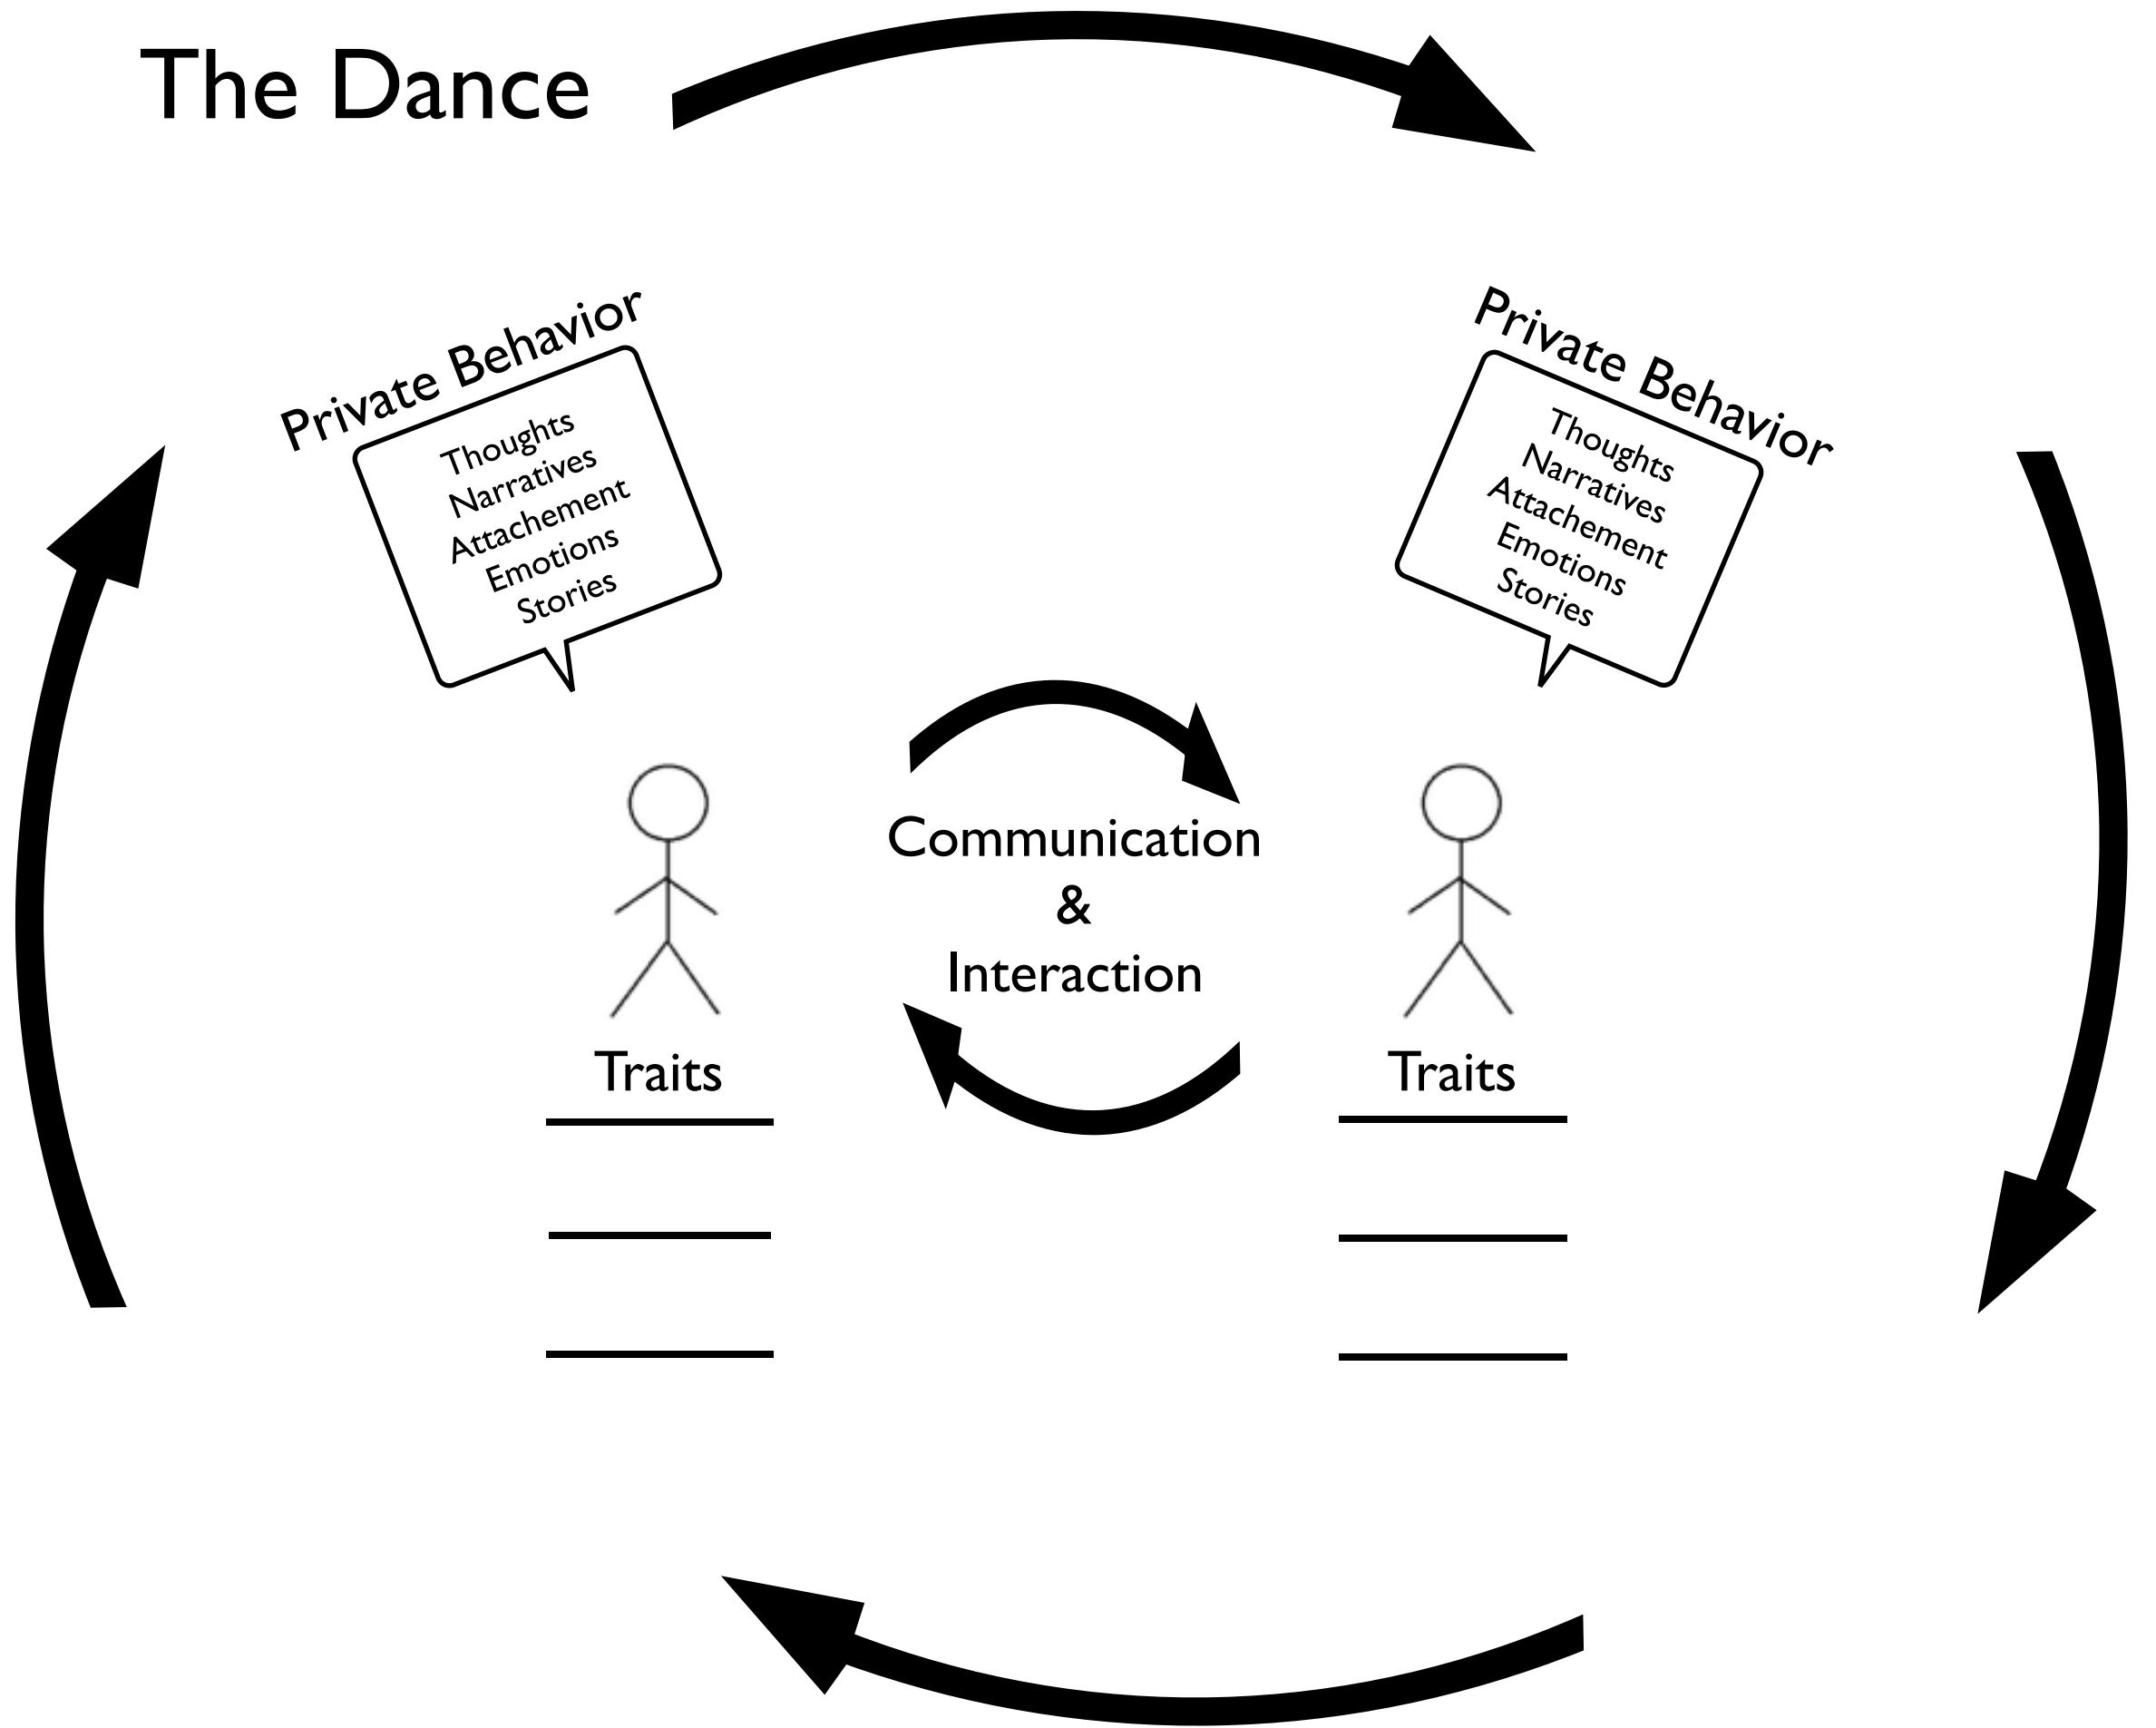 The Dance
Private Behavior
Thoughts
Narratives
Attachement
Emotions
Stories
Private Behavior
Thoughts
Narratives
Attachement
Emotions
Stories
Communication
&
Interaction
Traits
Traits